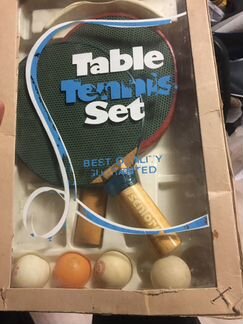 Table
Tennis
Set
BEST QUALITY
GUARANTEED